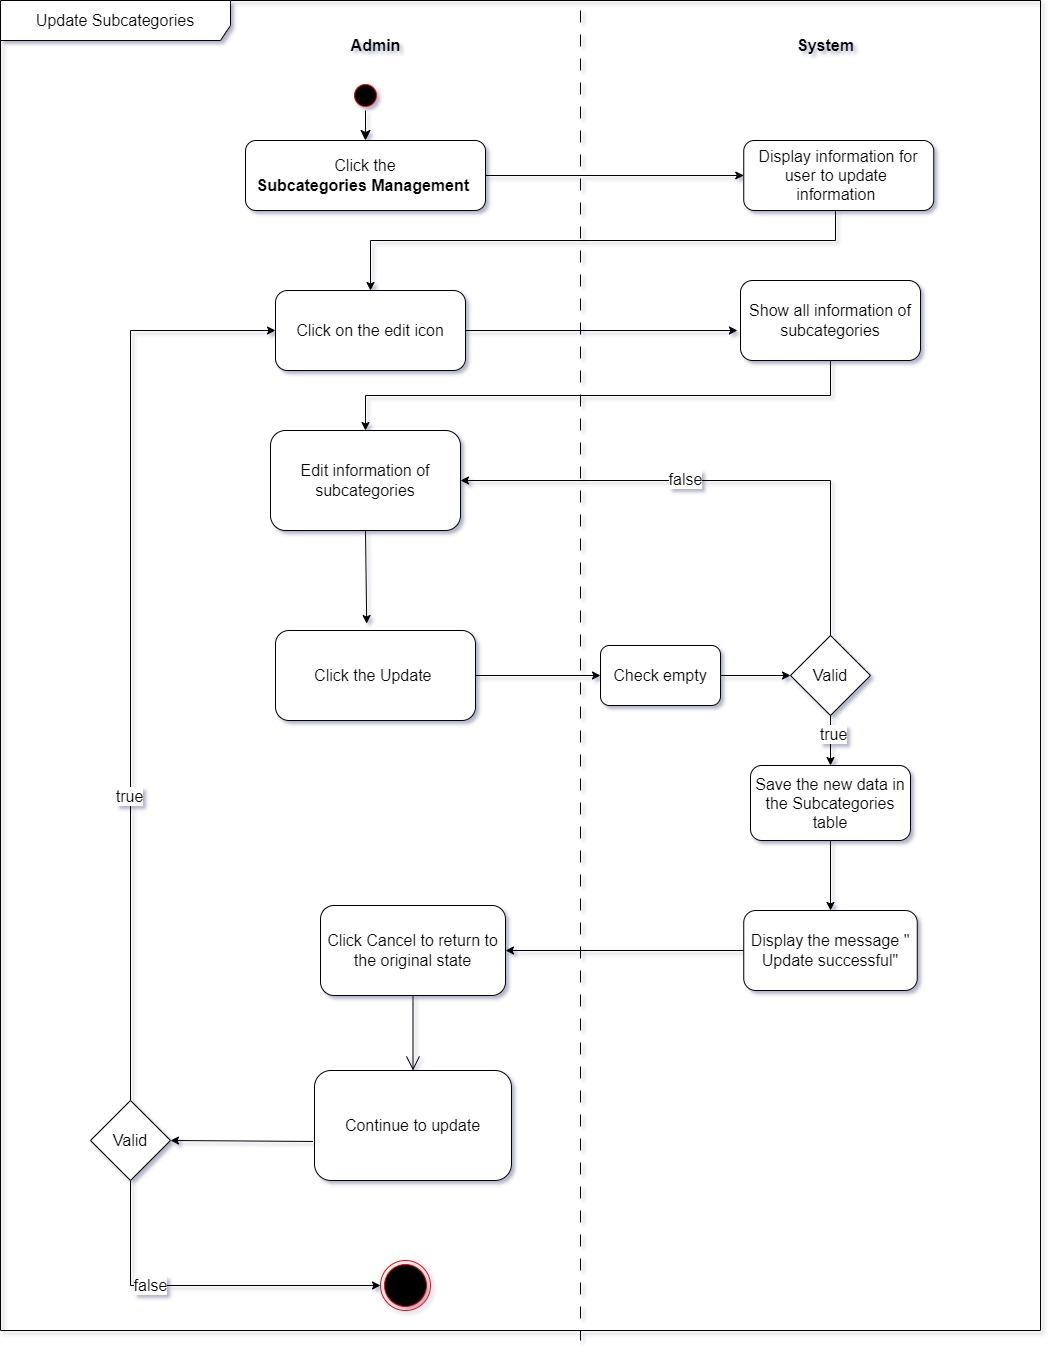 Update Subcategories
Admin
System
Click the
Subcategories Management
Display information for
user to update
information
Click on the edit icon
Show all information of
subcategories
Edit information of
subcategories
false
Click the Update
Check empty
Valid
true
Save the new data in
the Subcategories
table
true
Click Cancel to return to
the original state
Display the message "
Update successful"
Continue to update
Valid
false